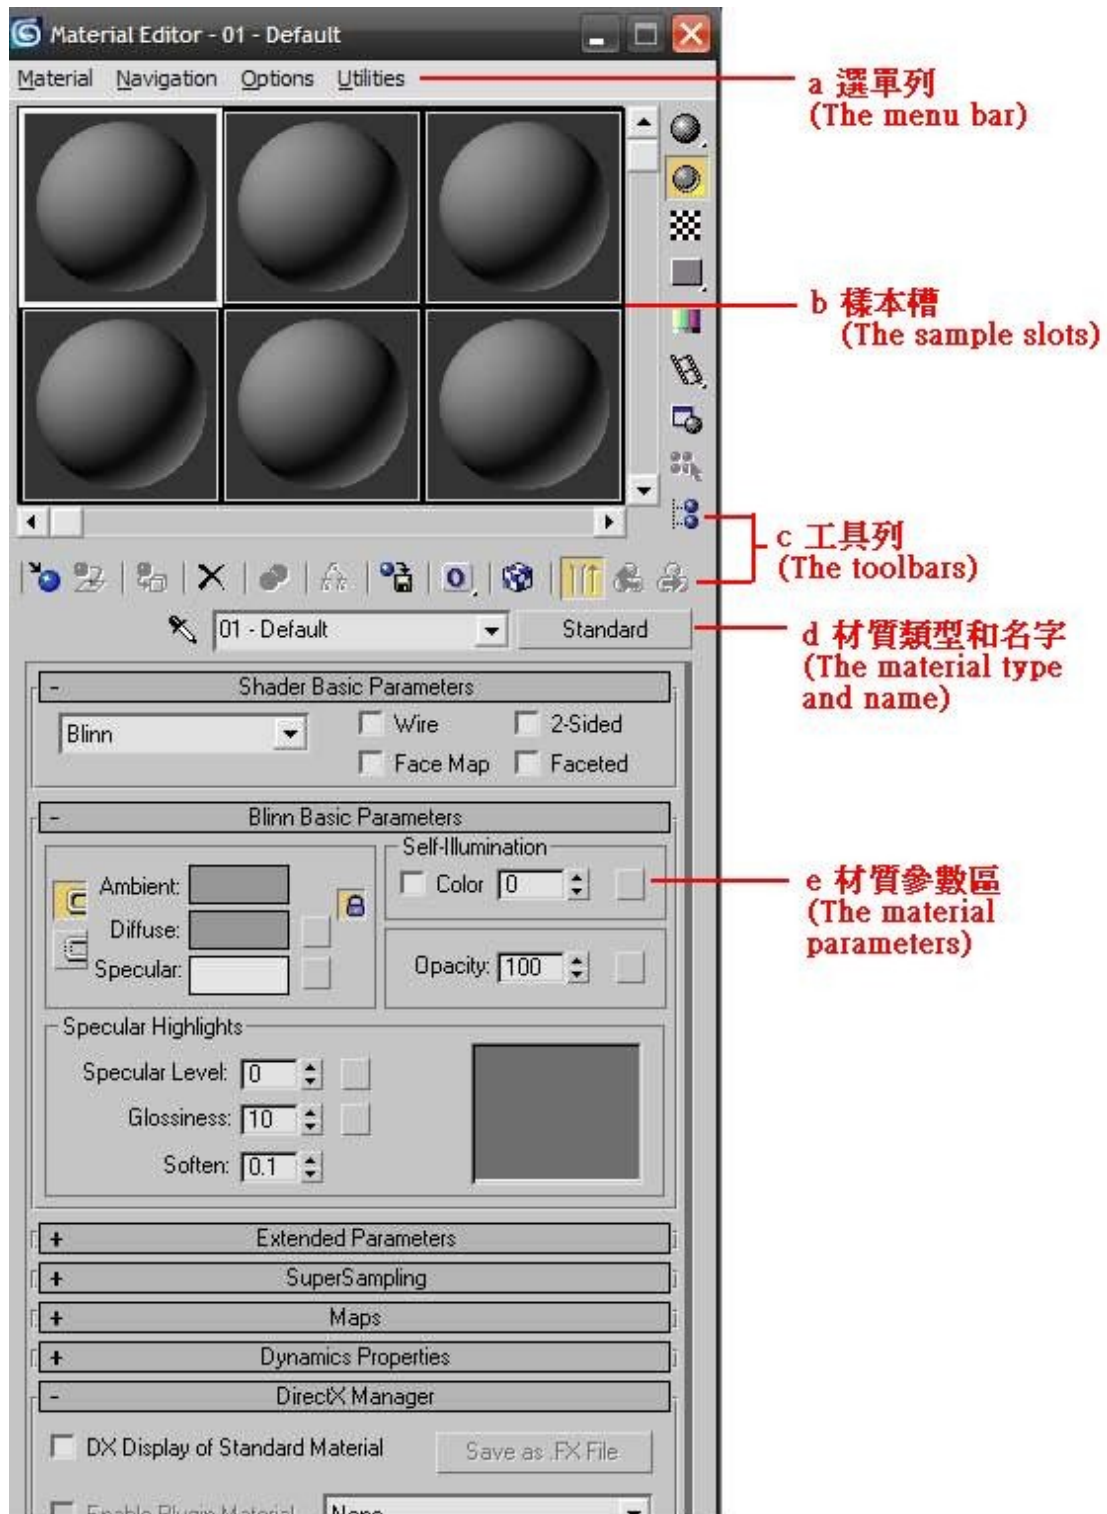 Material Editor - 01 - Default
Material Navigation Options Utilities
a 選單列
(The menu bar)
b 樣本槽
(The sample slots)
c 工具列
(The toolbars)
01 - Default
Standard
d 材質類型和名字
(The material type
and name)
Shader Basic Parameters
Blinn
Wire
2-Sided
Face Map
Faceted
Blinn Basic Parameters
Self-Illumination
Ambient:
Color 0
Diffuse:
Specular:
Opacity: 100
e 材質參數區
(The material
parameters)
Specular Highlights
Specular Level: 0
Glossiness: 10
Soften: 0.1
Extended Parameters
SuperSampling
Maps
Dynamics Properties
DirectX Manager
DX Display of Standard Material
Save as .FX File
Enable Plugin Material
None